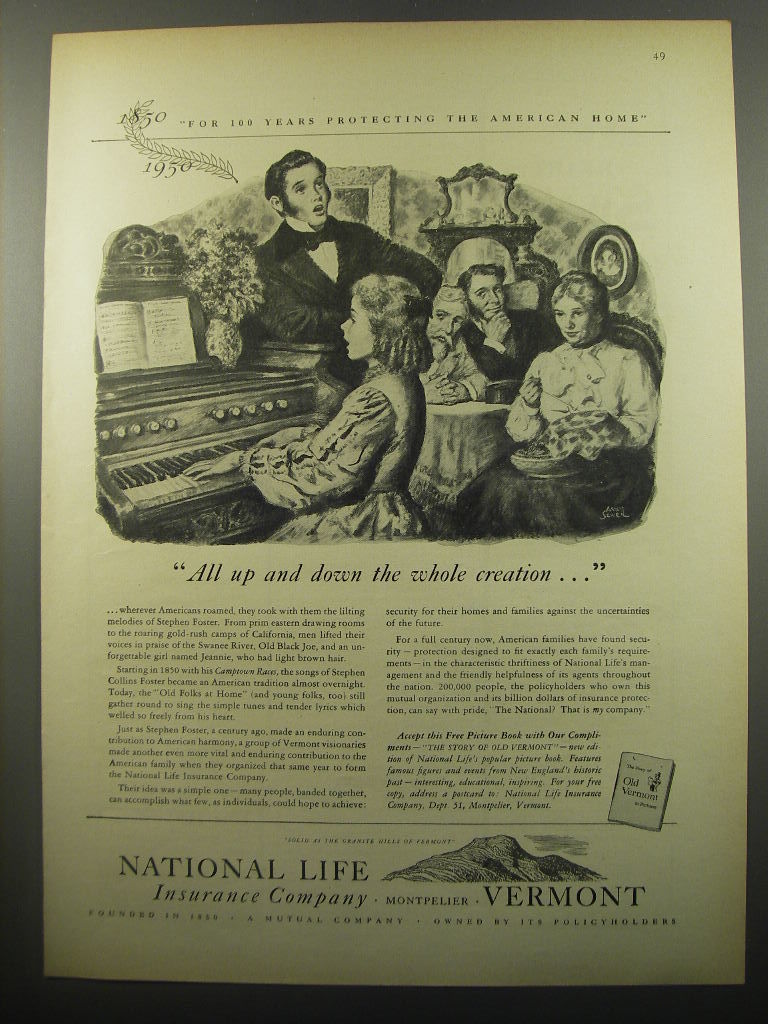 49
1850
"FOR 100 YEARS PROTECTING THE AMERICAN HOME"
1950
"All up and down the whole creation . . ."
. . . wherever Americans roamed, they took with them the lilting
melodies of Stephen Foster. From prim eastern drawing rooms
to the roaring gold-rush camps of California, men lifted their
voices in praise of the Swanee River, Old Black Joe, and an un-
forgettable girl named Jeannie, who had light brown hair.
Starting in 1850 with his Camptown Races, the songs of Stephen
Collins Foster became an American tradition almost overnight.
Today, the "Old Folks at Home" (and young folks, too) still
gather round to sing the simple tunes and tender lyrics which
welled so freely from his heart.
Just as Stephen Foster, a century ago, made an enduring con-
tribution to American harmony, a group of Vermont visionaries
made another even more vital and enduring contribution to the
American family when they organized that same year to form
the National Life Insurance Company.
Their idea was a simple one — many people, banded together,
can accomplish what few, as individuals, could hope to achieve:
security for their homes and families against the uncertainties
of the future.
For a full century now, American families have found secu-
rity — protection designed to fit exactly each family's require-
ments — in the characteristic thriftiness of National Life's man-
agement and the friendly helpfulness of its agents throughout
the nation. 200,000 people, the policyholders who own this
mutual organization and its billion dollars of insurance protec-
tion, can say with pride, "The National? That is my company."
Accept this Free Picture Book with Our Compli-
ments — "THE STORY OF OLD VERMONT" — new edi-
tion of National Life's popular picture book. Features
famous figures and events from New England's historic
past — interesting, educational, inspiring. For your free
copy, address a postcard to: National Life Insurance
Company, Dept 51, Montpelier, Vermont.
The Story of
Old
Vermont
in Pictures
"SOLID AS THE GRANITE HILLS OF VERMONT"
NATIONAL LIFE
Insurance Company · MONTPELIER · VERMONT
FOUNDED IN 1850 · A MUTUAL COMPANY · OWNED BY ITS POLICYHOLDERS